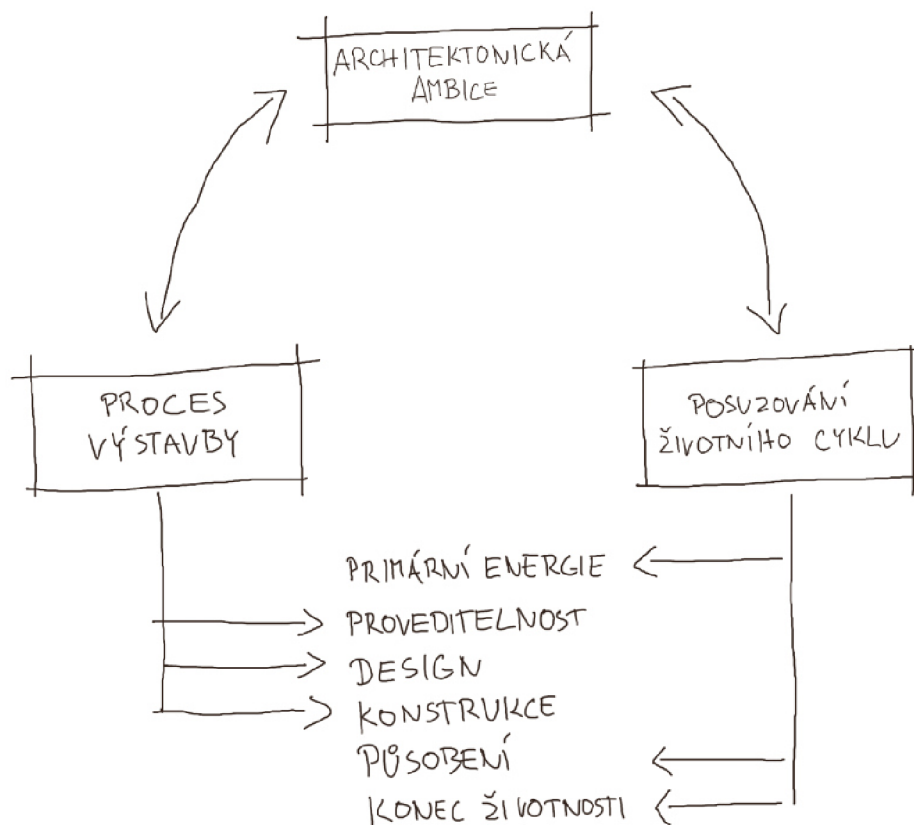 ARCHITEKTONICKÁ
AMBICE
PROCES
VÝSTAVBY
POSUZOVÁNÍ
ŽIVOTNÍHO CYKLU
PRIMÁRNÍ ENERGIE
PROVEDITELNOST
DESIGN
KONSTRUKCE
PŮSOBENÍ
KONEC ŽIVOTNOSTI